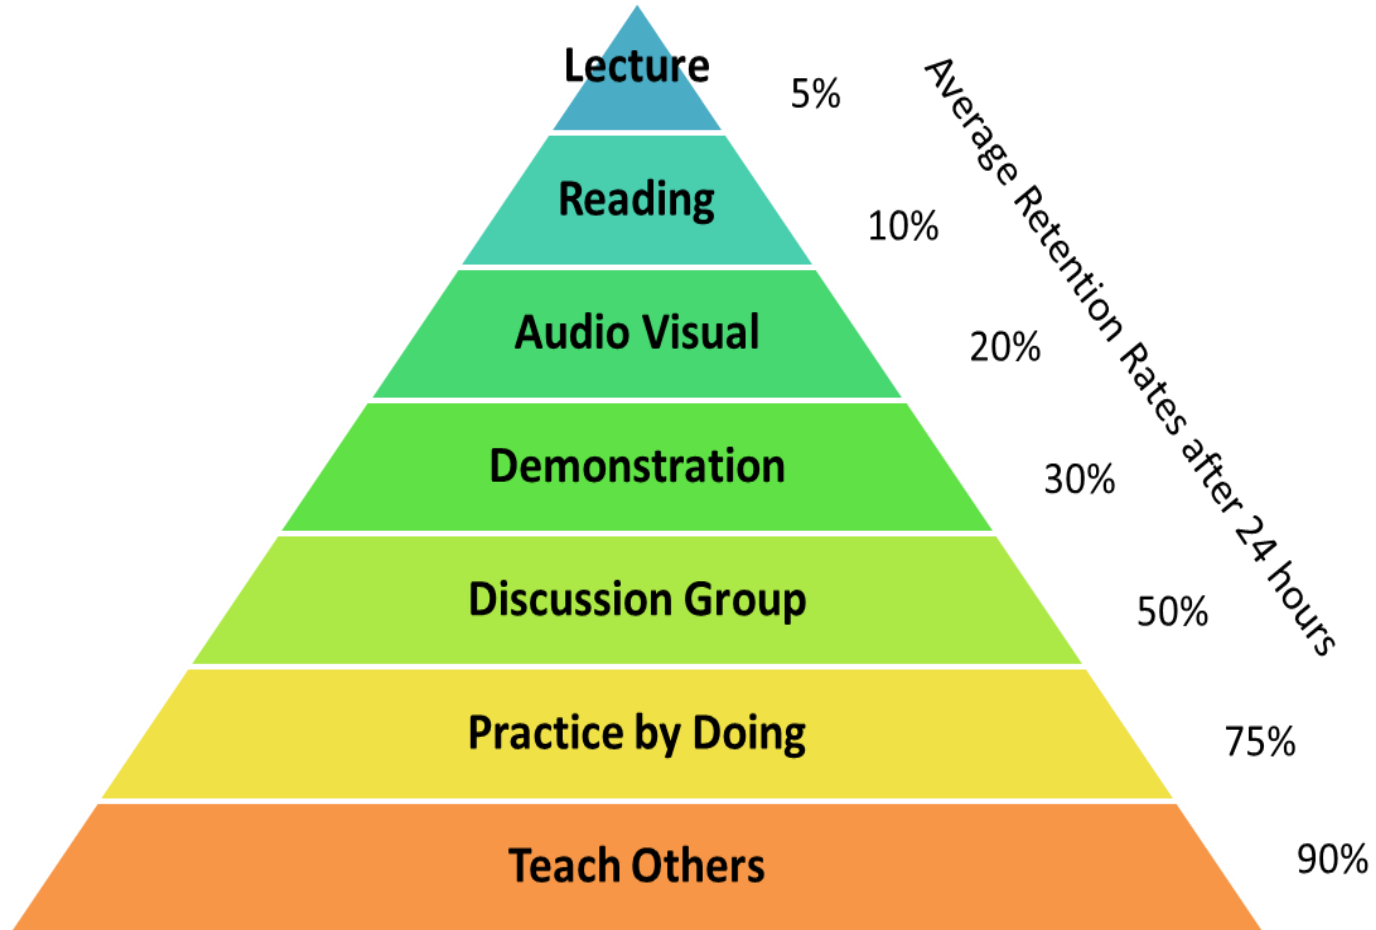 Lecture
5%
Reading
10%
Audio Visual
20%
Demonstration
30%
Discussion Group
50%
Practice by Doing
75%
Teach Others
90%
Average Retention Rates after 24 hours